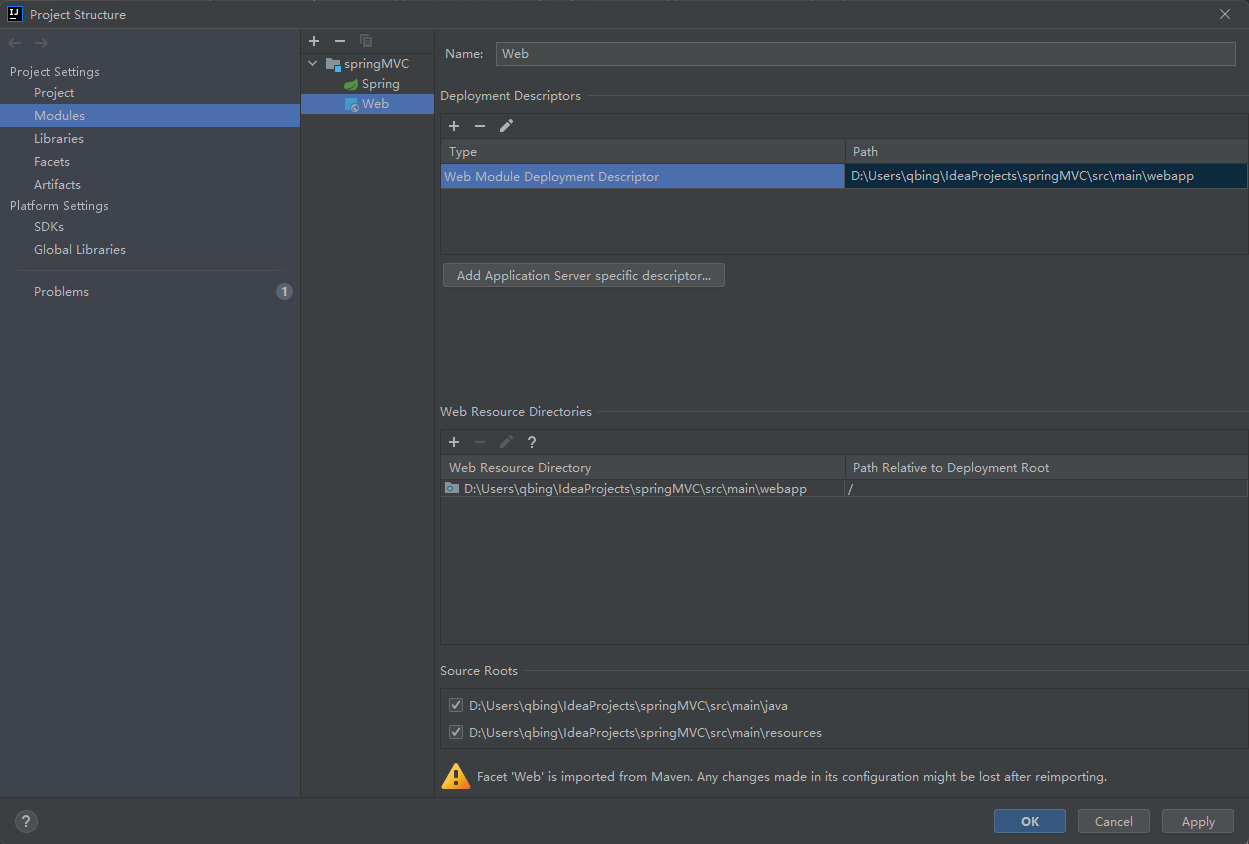 Project Structure
Project Settings
Project
Modules
Libraries
Facets
Artifacts
Platform Settings
SDKs
Global Libraries
Problems
1
springMVC
Spring
Web
Name: Web
Deployment Descriptors
Type Path
Web Module Deployment Descriptor D:\Users\qbing\IdeaProjects\springMVC\src\main\webapp
Add Application Server specific descriptor...
Web Resource Directories
?
Web Resource Directory Path Relative to Deployment Root
D:\Users\qbing\IdeaProjects\springMVC\src\main\webapp /
Source Roots
D:\Users\qbing\IdeaProjects\springMVC\src\main\java
D:\Users\qbing\IdeaProjects\springMVC\src\main\resources
Facet 'Web' is imported from Maven. Any changes made in its configuration might be lost after reimporting.
? OK Cancel Apply